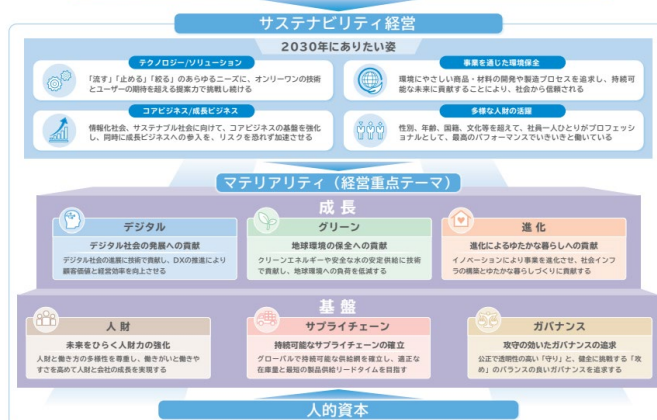 サステナビリティ経営
2030年にありたい姿
テクノロジー/ソリューション
「流す」「止める」「絞る」のあらゆるニーズに、オンリーワンの技術
とユーザーの期待を超える提案力で挑戦し続ける
事業を通じた環境保全
環境にやさしい商品・材料の開発や製造プロセスを追求し、持続可
能な未来に貢献することにより、社会から信頼される
コアビジネス/成長ビジネス
情報化社会、サステナブル社会に向けて、コアビジネスの基盤を強化
し、同時に成長ビジネスへの参入を、リスクを恐れず加速させる
多様な人財の活躍
性別、年齢、国籍、文化等を超えて、社員一人ひとりがプロフェッシ
ョナルとして、最高のパフォーマンスでいきいきと働いている
マテリアリティ（経営重点テーマ）
成長
デジタル
デジタル社会の発展への貢献
デジタル社会の進展に技術で貢献し、DXの推進により
顧客価値と経営効率を向上させる
グリーン
地球環境の保全への貢献
クリーンエネルギーや安全な水の安定供給に技術
で貢献し、地球環境への負荷を低減する
進化
進化によるゆたかな暮らしへの貢献
イノベーションにより事業を進化させ、社会インフ
ラの構築とゆたかな暮らしづくりに貢献する
基盤
人財
未来をひらく人財力の強化
人財と働き方の多様性を尊重し、働きがいと働きや
すさを高めて人財と会社の成長を実現する
サプライチェーン
持続可能なサプライチェーンの確立
グローバルで持続可能な供給網を確立し、適正な
在庫量と最短の製品供給リードタイムを目指す
ガバナンス
攻守の効いたガバナンスの追求
公正で透明性の高い「守り」と、健全に挑戦する「攻
め」のバランスの良いガバナンスを追求する
人的資本